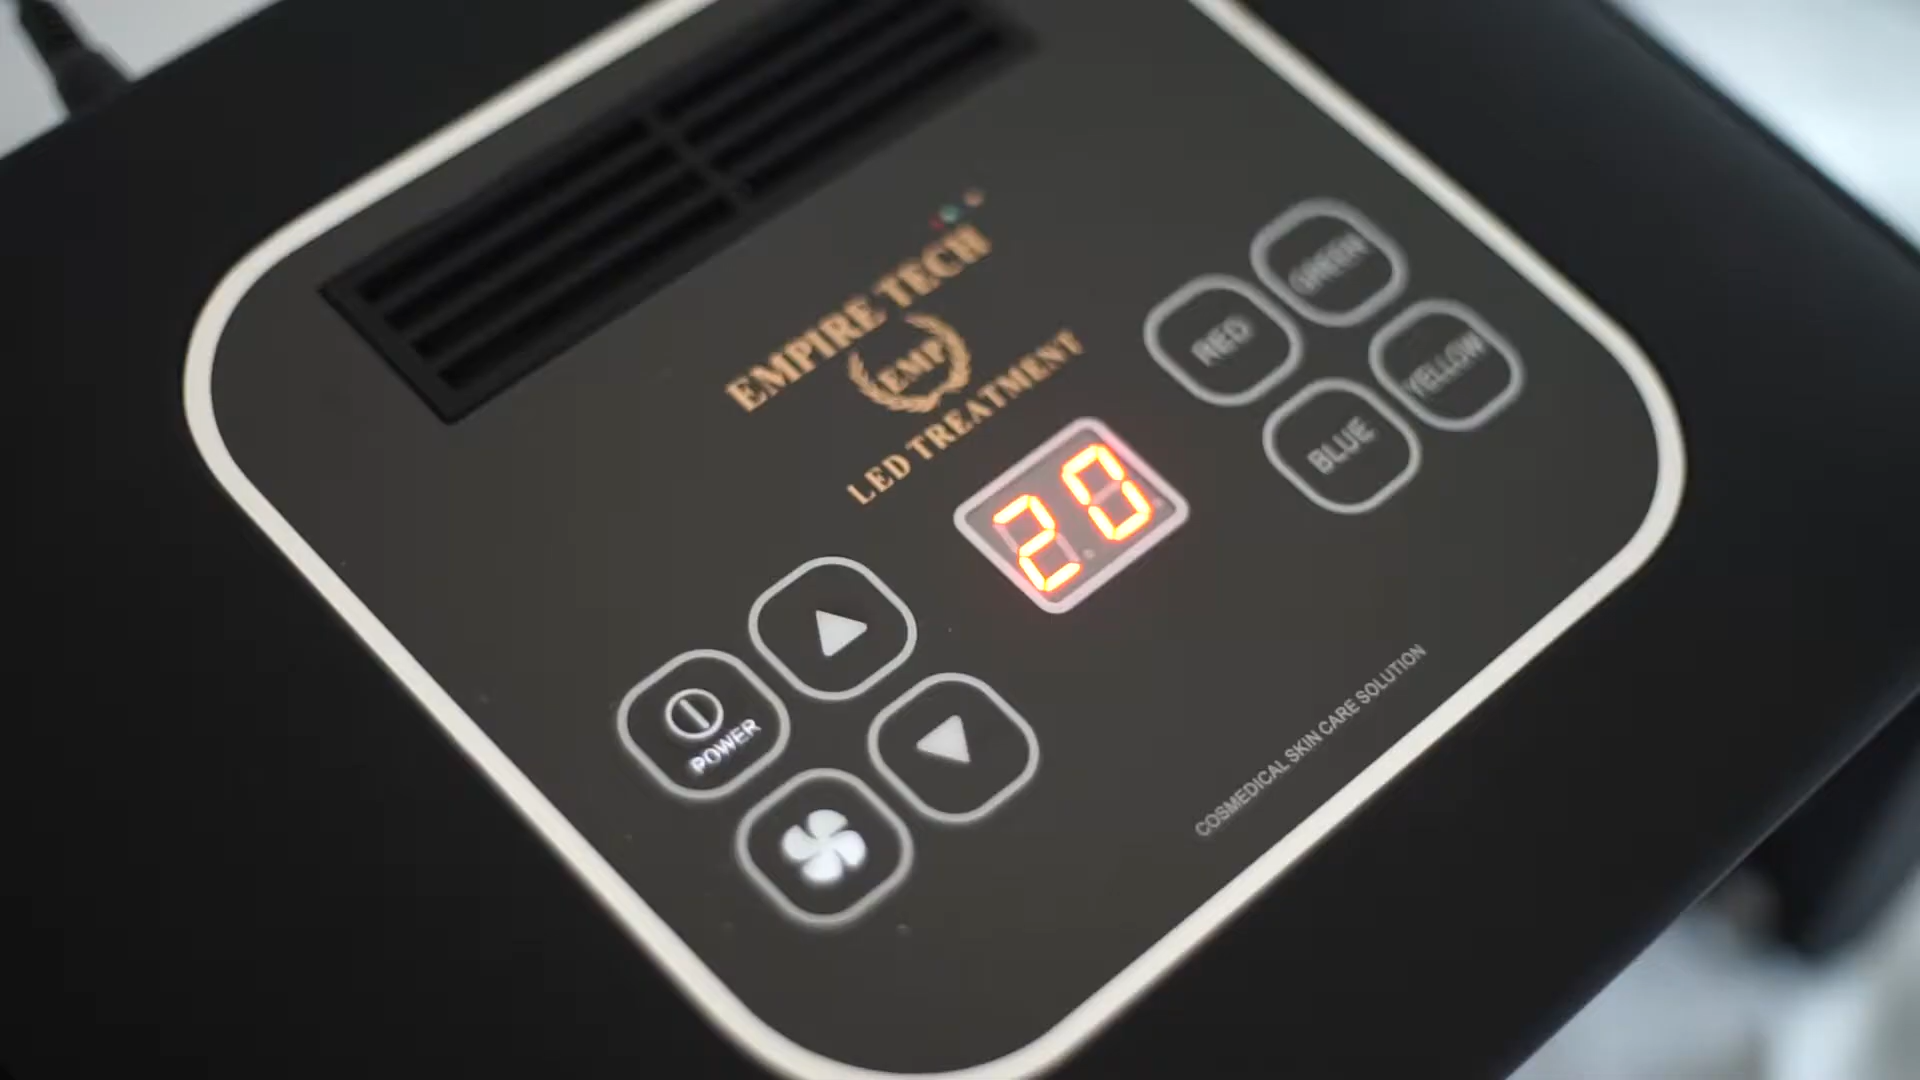 EMPIRE TECH
EMP
LED TREATMENT
GREEN
RED
YELLOW
BLUE
20
POWER
COSMEDICAL SKIN CARE SOLUTION